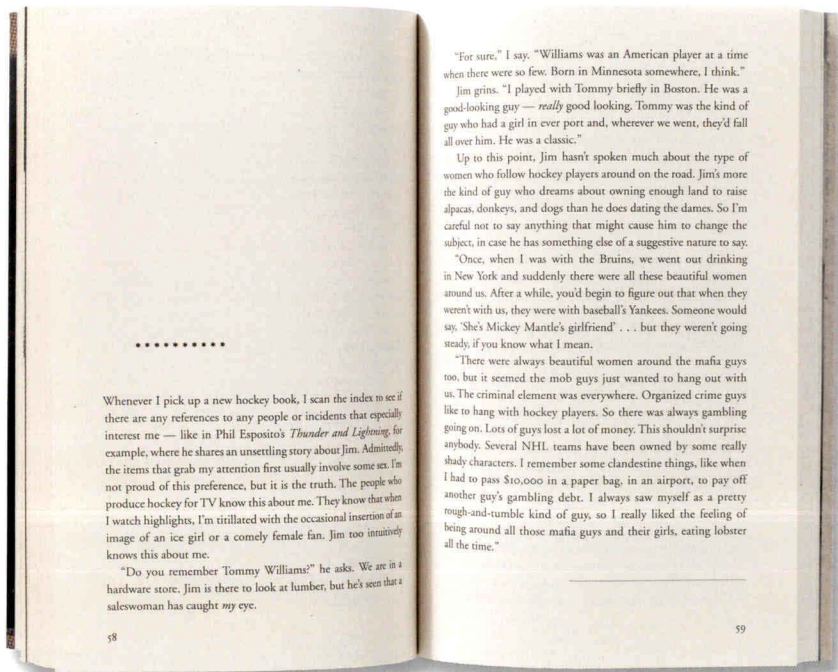 Whenever I pick up a new hockey book, I scan the index to see if
there are any references to any people or incidents that especially
interest me — like in Phil Esposito's Thunder and Lightning, for
example, where he shares an unsettling story about Jim. Admittedly,
the items that grab my attention first usually involve some sex. I'm
not proud of this preference, but it is the truth. The people who
produce hockey for TV know this about me. They know that when
I watch highlights, I'm titillated with the occasional insertion of an
image of an ice girl or a comely female fan. Jim too intuitively
knows this about me.
"Do you remember Tommy Williams?" he asks. We are in a
hardware store. Jim is there to look at lumber, but he's seen that a
saleswoman has caught my eye.
58
"For sure," I say. "Williams was an American player at a time
when there were so few. Born in Minnesota somewhere, I think."
Jim grins. "I played with Tommy briefly in Boston. He was a
good-looking guy — really good looking. Tommy was the kind of
guy who had a girl in ever port and, wherever we went, they'd fall
all over him. He was a classic."
Up to this point, Jim hasn't spoken much about the type of
women who follow hockey players around on the road. Jim's more
the kind of guy who dreams about owning enough land to raise
alpacas, donkeys, and dogs than he does dating the dames. So I'm
careful not to say anything that might cause him to change the
subject, in case he has something else of a suggestive nature to say.
"Once, when I was with the Bruins, we went out drinking
in New York and suddenly there were all these beautiful women
around us. After a while, you'd begin to figure out that when they
weren't with us, they were with baseball's Yankees. Someone would
say, 'She's Mickey Mantle's girlfriend' . . . but they weren't going
steady, if you know what I mean.
"There were always beautiful women around the mafia guys
too, but it seemed the mob guys just wanted to hang out with
us. The criminal element was everywhere. Organized crime guys
like to hang with hockey players. So there was always gambling
going on. Lots of guys lost a lot of money. This shouldn't surprise
anybody. Several NHL teams have been owned by some really
shady characters. I remember some clandestine things, like when
I had to pass $10,000 in a paper bag, in an airport, to pay off
another guy's gambling debt. I always saw myself as a pretty
rough-and-tumble kind of guy, so I really liked the feeling of
being around all those mafia guys and their girls, eating lobster
all the time."
59